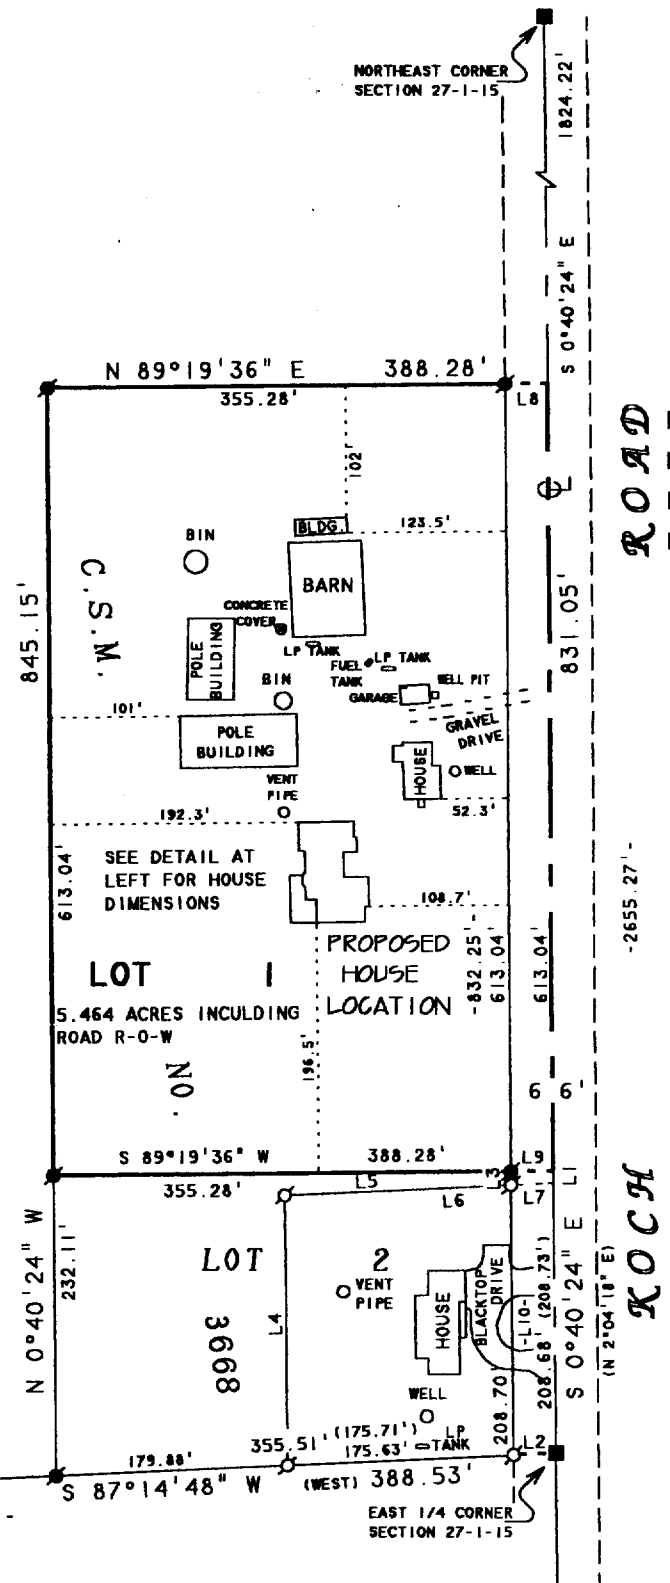 NORTHEAST CORNER
SECTION 27-1-15
1824.22'
S 0°40'24" E
N 89°19'36" E 388.28'
355.28'
L8
102'
ROAD
BLDG.
123.5'
BIN
BARN
C.S.M.
845.15'
831.05'
CONCRETE
COVER
POLE
BUILDING
LP TANK
FUEL
TANK
LP TANK
BIN
WELL PIT
GARAGE
101'
GRAVEL
DRIVE
POLE
BUILDING
HOUSE
WELL
VENT
PIPE
192.3'
52.3'
SEE DETAIL AT
LEFT FOR HOUSE
DIMENSIONS
613.04'
108.7'
-2655.27'-
PROPOSED
HOUSE
LOCATION
-832.25'-
613.04'
613.04'
LOT 1
5.464 ACRES INCULDING
ROAD R-O-W
196.5'
NO.
66'
S 89°19'36" W 388.28'
L9
355.28'
L5
L3
L1
L6
L7
KOCH
N 0°40'24" W
232.11'
LOT 2
VENT
PIPE
L4
HOUSE
BLACKTOP
DRIVE
-L10-
(208.73')
208.68'
S 0°40'24" E
(N 2°04'18" E)
3668
WELL
208.70'
(175.71')
355.51'
175.63'
LP
TANK
L2
179.88'
S 87°14'48" W (WEST) 388.53'
EAST 1/4 CORNER
SECTION 27-1-15